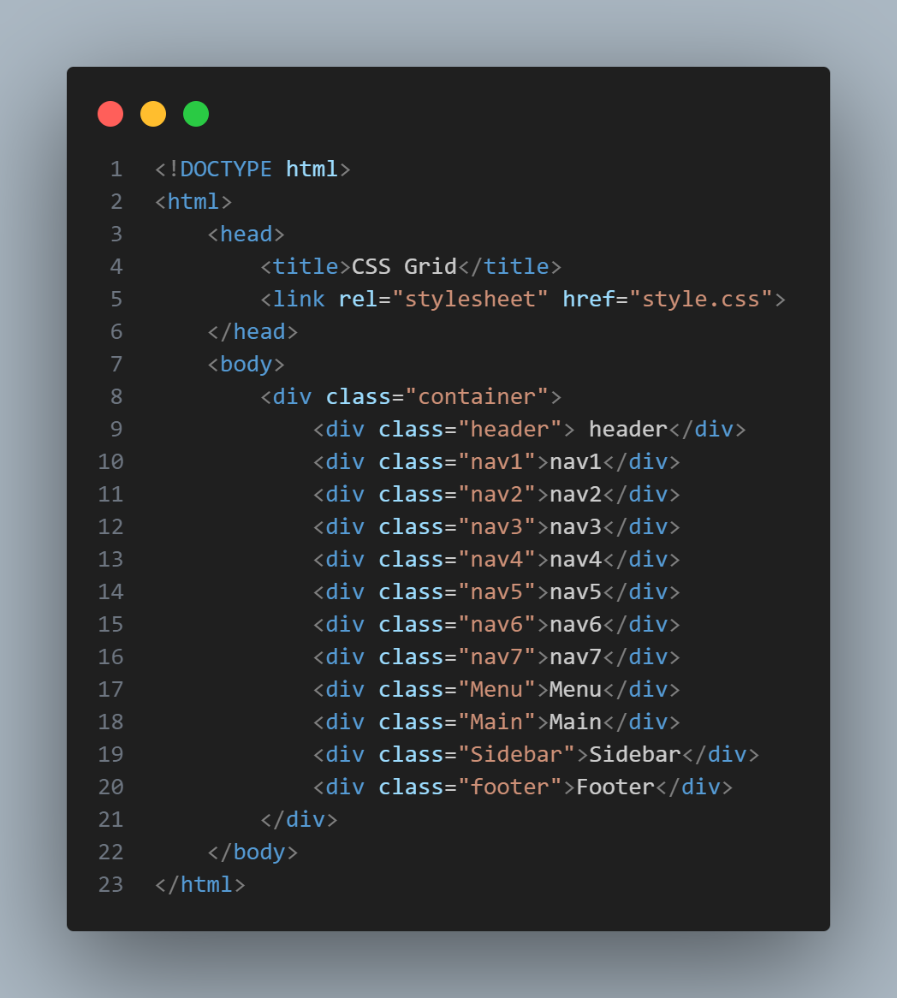 1 <!DOCTYPE html>
2 <html>
3     <head>
4         <title>CSS Grid</title>
5         <link rel="stylesheet" href="style.css">
6     </head>
7     <body>
8         <div class="container">
9             <div class="header"> header</div>
10             <div class="nav1">nav1</div>
11             <div class="nav2">nav2</div>
12             <div class="nav3">nav3</div>
13             <div class="nav4">nav4</div>
14             <div class="nav5">nav5</div>
15             <div class="nav6">nav6</div>
16             <div class="nav7">nav7</div>
17             <div class="Menu">Menu</div>
18             <div class="Main">Main</div>
19             <div class="Sidebar">Sidebar</div>
20             <div class="footer">Footer</div>
21         </div>
22     </body>
23 </html>